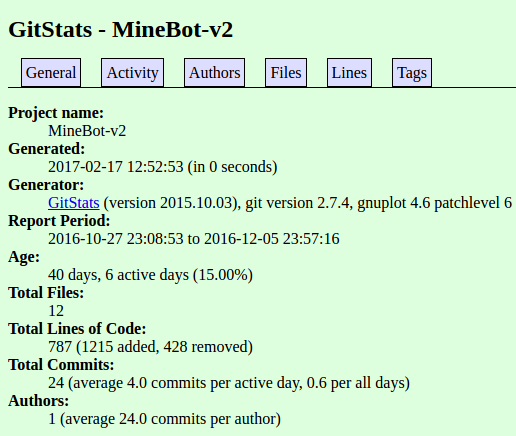 GitStats - MineBot-v2
General Activity Authors Files Lines Tags
Project name:
MineBot-v2
Generated:
2017-02-17 12:52:53 (in 0 seconds)
Generator:
GitStats (version 2015.10.03), git version 2.7.4, gnuplot 4.6 patchlevel 6
Report Period:
2016-10-27 23:08:53 to 2016-12-05 23:57:16
Age:
40 days, 6 active days (15.00%)
Total Files:
12
Total Lines of Code:
787 (1215 added, 428 removed)
Total Commits:
24 (average 4.0 commits per active day, 0.6 per all days)
Authors:
1 (average 24.0 commits per author)